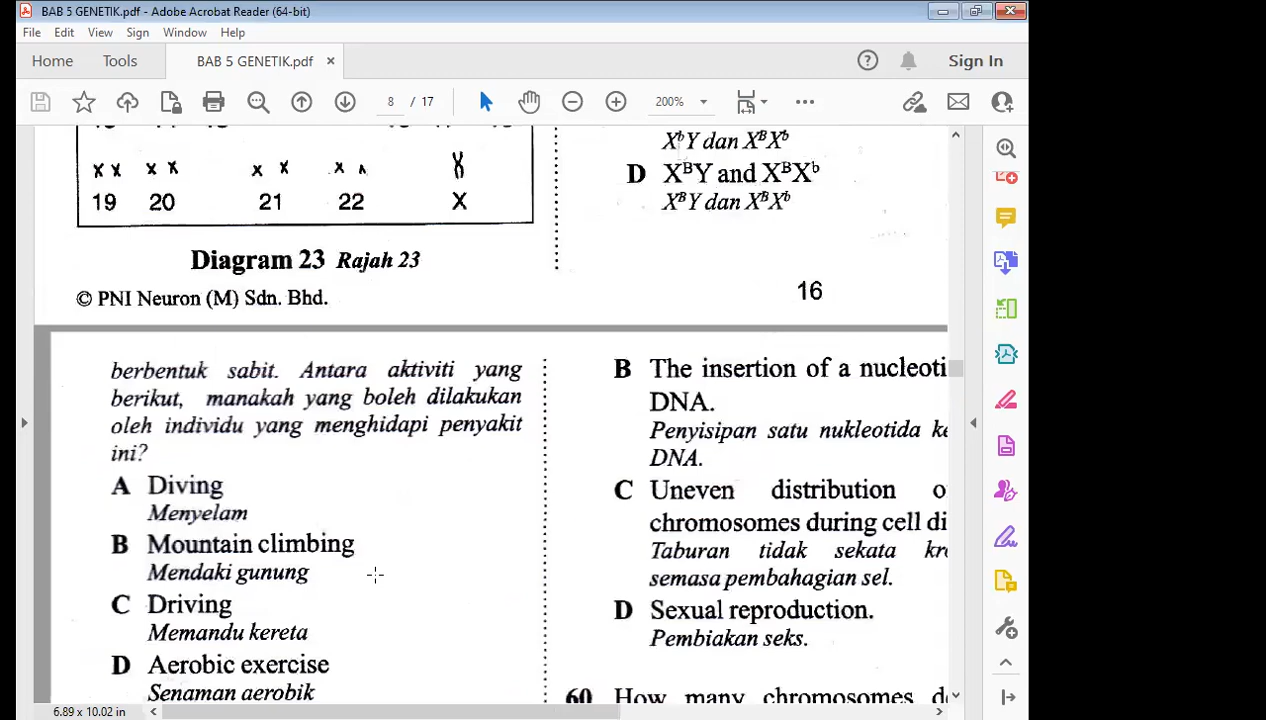 BAB 5 GENETIK.pdf - Adobe Acrobat Reader (64-bit)
File Edit View Sign Window Help
Home Tools BAB 5 GENETIK.pdf × Sign In
8 / 17 200%
19 20 21 22 X
Diagram 23 Rajah 23
© PNI Neuron (M) Sdn. Bhd.
XᵇY dan XᴮXᵇ
D XᴮY and XᴮXᵇ
XᴮY dan XᴮXᵇ
16
berbentuk sabit. Antara aktiviti yang
berikut, manakah yang boleh dilakukan
oleh individu yang menghidapi penyakit
ini?
A Diving
Menyelam
B Mountain climbing
Mendaki gunung
C Driving
Memandu kereta
D Aerobic exercise
Senaman aerobik
B The insertion of a nucleoti
DNA.
Penyisipan satu nukleotida ke
DNA.
C Uneven distribution o
chromosomes during cell di
Taburan tidak sekata kr
semasa pembahagian sel.
D Sexual reproduction.
Pembiakan seks.
60 How many chromosomes d
6.89 x 10.02 in